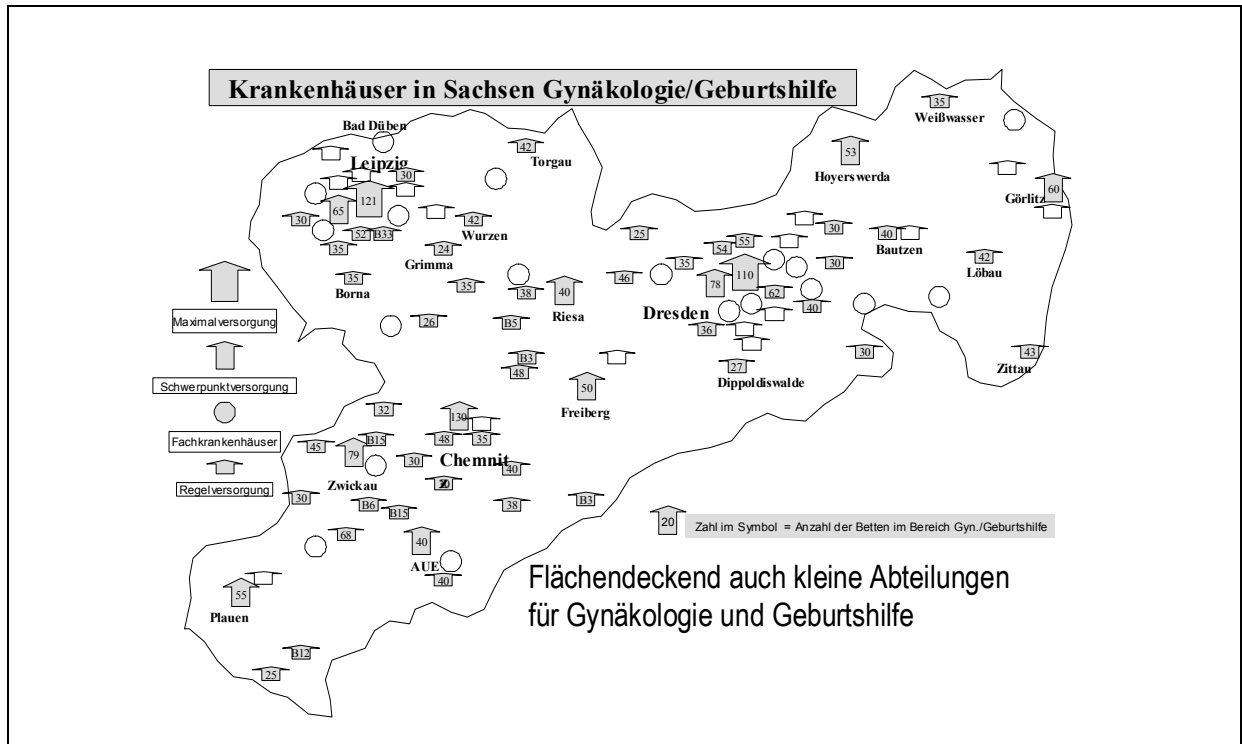 Krankenhäuser in Sachsen Gynäkologie/Geburtshilfe
35
Weißwasser
Bad Düben
42
Torgau
53
Hoyerswerda
Leipzig
30
121
65
30
52
B33
35
42
Wurzen
24
Grimma
60
Görlitz
25
55
54
30
40
Bautzen
42
Löbau
35
Borna
35
38
40
Riesa
46
35
78
110
62
30
40
Dresden
36
26
B5
B3
48
50
Freiberg
27
Dippoldiswalde
30
43
Zittau
Maximalversorgung
Schwerpunktversorgung
Fachkrankenhäuser
Regelversorgung
32
130
45
79
B15
48
35
30
Chemnit
40
Zwickau
30
B6
B15
38
B3
68
40
AUE
40
55
Plauen
B12
25
20
Zahl im Symbol = Anzahl der Betten im Bereich Gyn./Geburtshilfe
Flächendeckend auch kleine Abteilungen
für Gynäkologie und Geburtshilfe